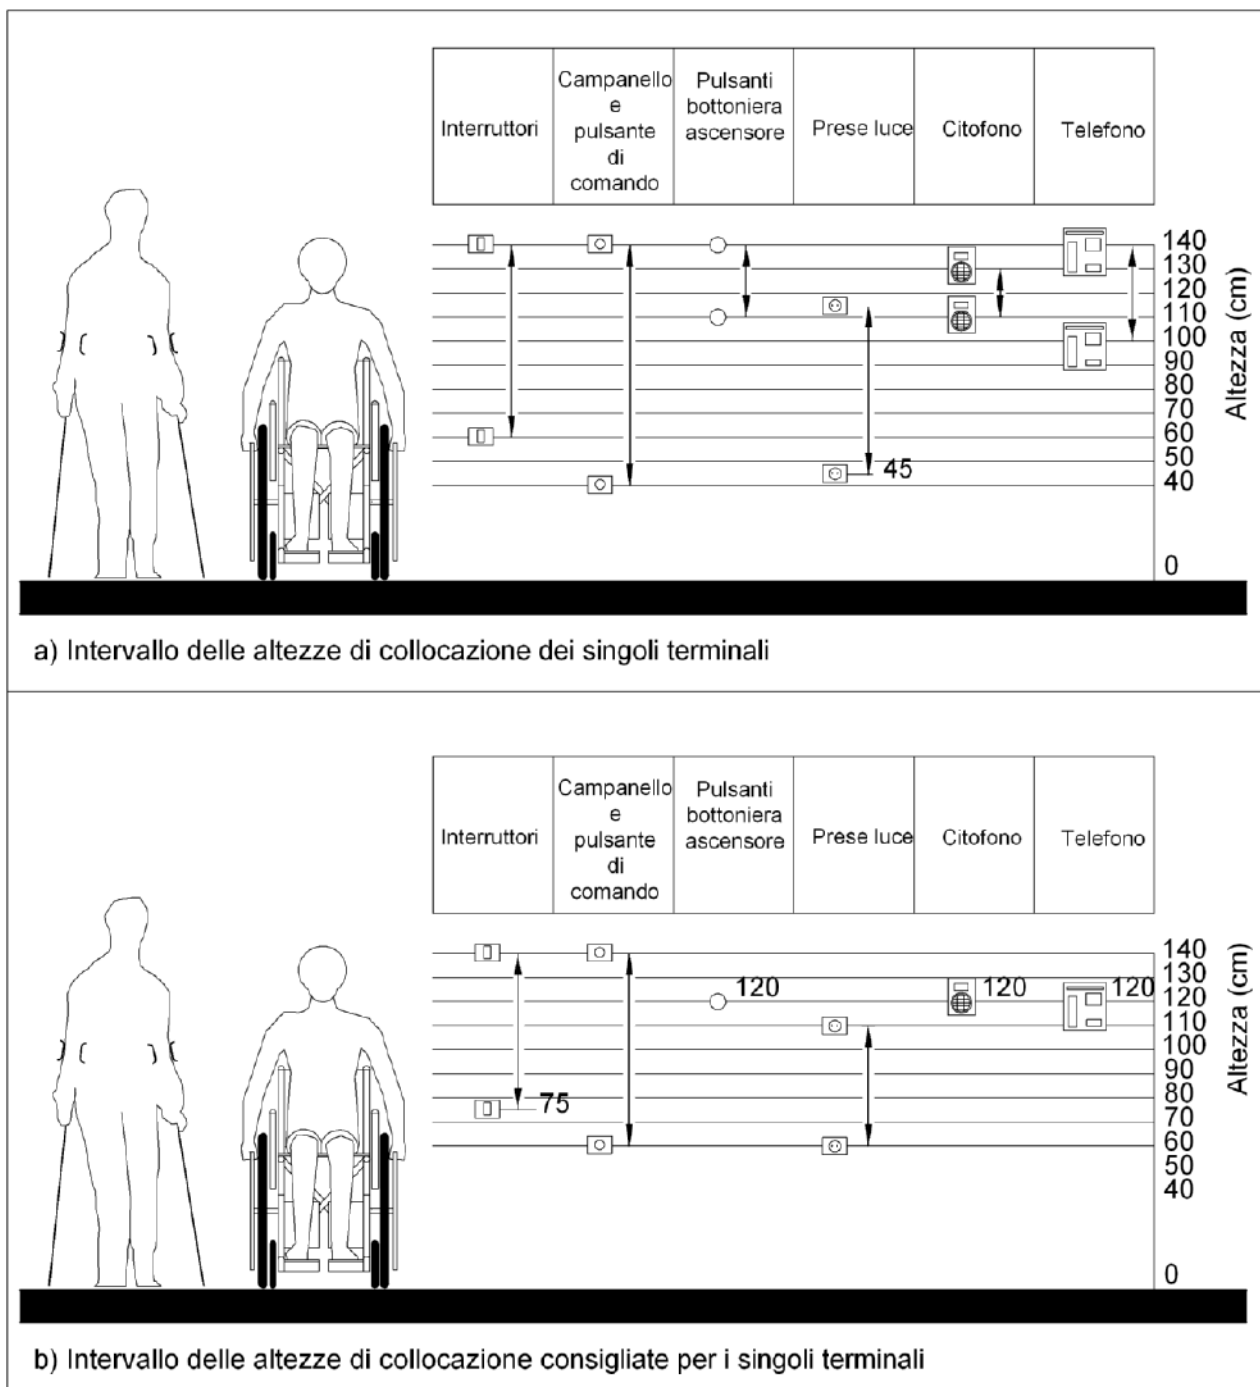 Interruttori
Campanello
e
pulsante
di
comando
Pulsanti
bottoniera
ascensore
Prese luce
Citofono
Telefono
140
130
120
110
100
90
80
70
60
50
40
0
Altezza (cm)
45
a) Intervallo delle altezze di collocazione dei singoli terminali
Interruttori
Campanello
e
pulsante
di
comando
Pulsanti
bottoniera
ascensore
Prese luce
Citofono
Telefono
120
120
120
75
140
130
120
110
100
90
80
70
60
50
40
0
Altezza (cm)
b) Intervallo delle altezze di collocazione consigliate per i singoli terminali